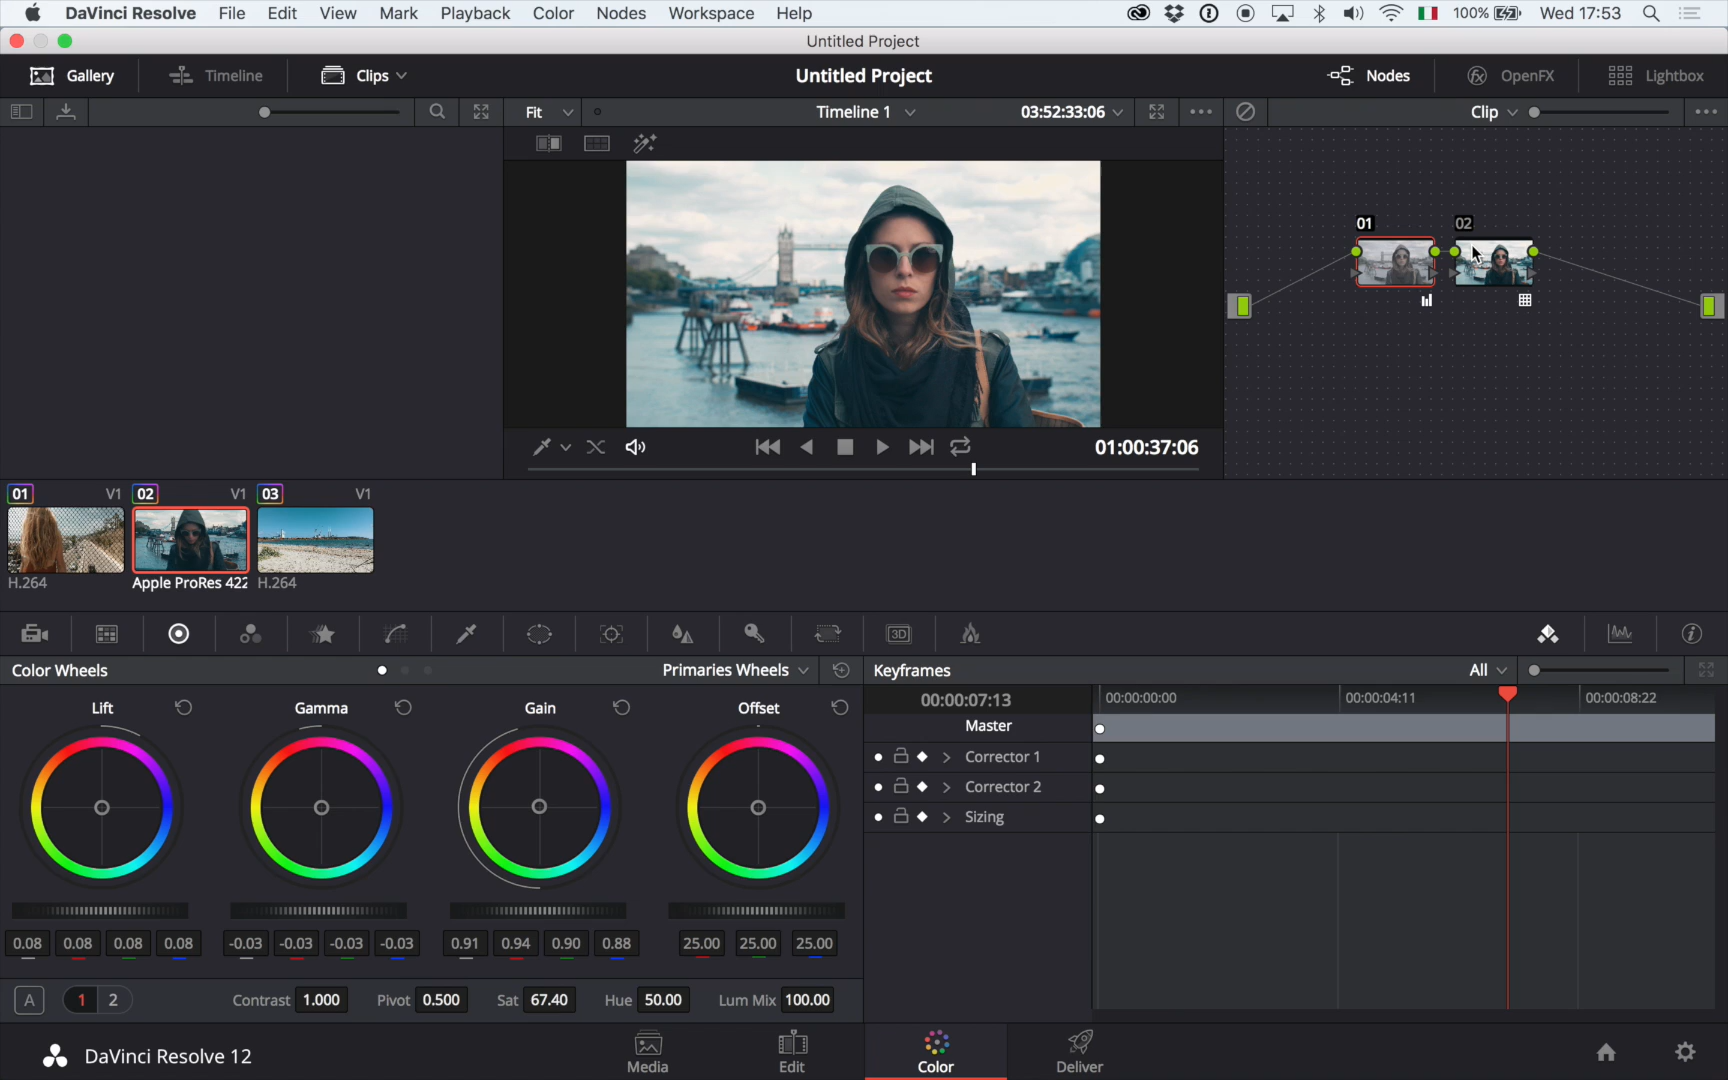 DaVinci Resolve File Edit View Mark Playback Color Nodes Workspace Help 100% Wed 17:53
Untitled Project
Gallery Timeline Clips Untitled Project Nodes OpenFX Lightbox
Fit Timeline 1 03:52:33:06 Clip
01 02
01:00:37:06
01 V1 02 V1 03 V1
H.264 Apple ProRes 422 H.264
3D
Color Wheels Primaries Wheels Keyframes All
Lift Gamma Gain Offset
00:00:07:13 00:00:00:00 00:00:04:11 00:00:08:22
Master
Corrector 1
Corrector 2
Sizing
0.08 0.08 0.08 0.08 -0.03 -0.03 -0.03 -0.03 0.91 0.94 0.90 0.88 25.00 25.00 25.00
A 1 2 Contrast 1.000 Pivot 0.500 Sat 67.40 Hue 50.00 Lum Mix 100.00
DaVinci Resolve 12 Media Edit Color Deliver